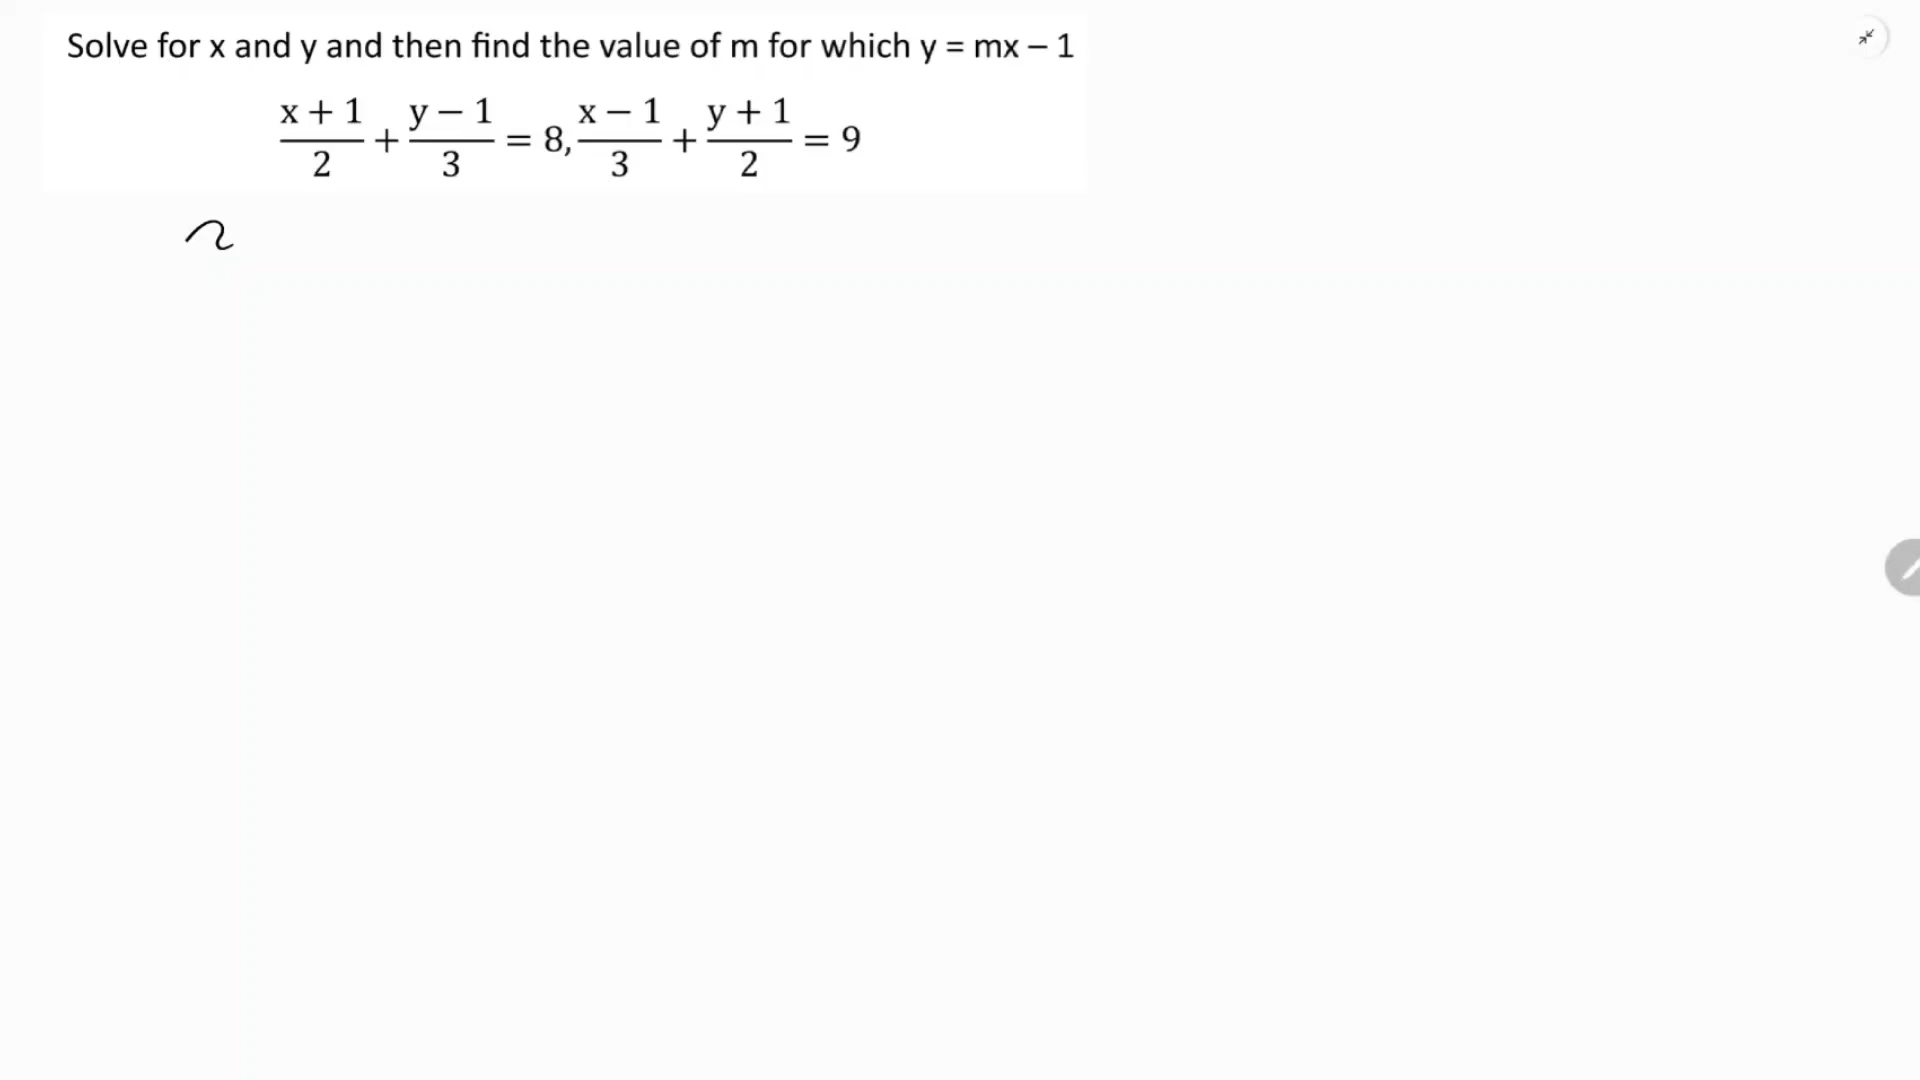 Solve for x and y and then find the value of m for which y = mx – 1
x + 1/2 + y − 1/3 = 8, x − 1/3 + y + 1/2 = 9